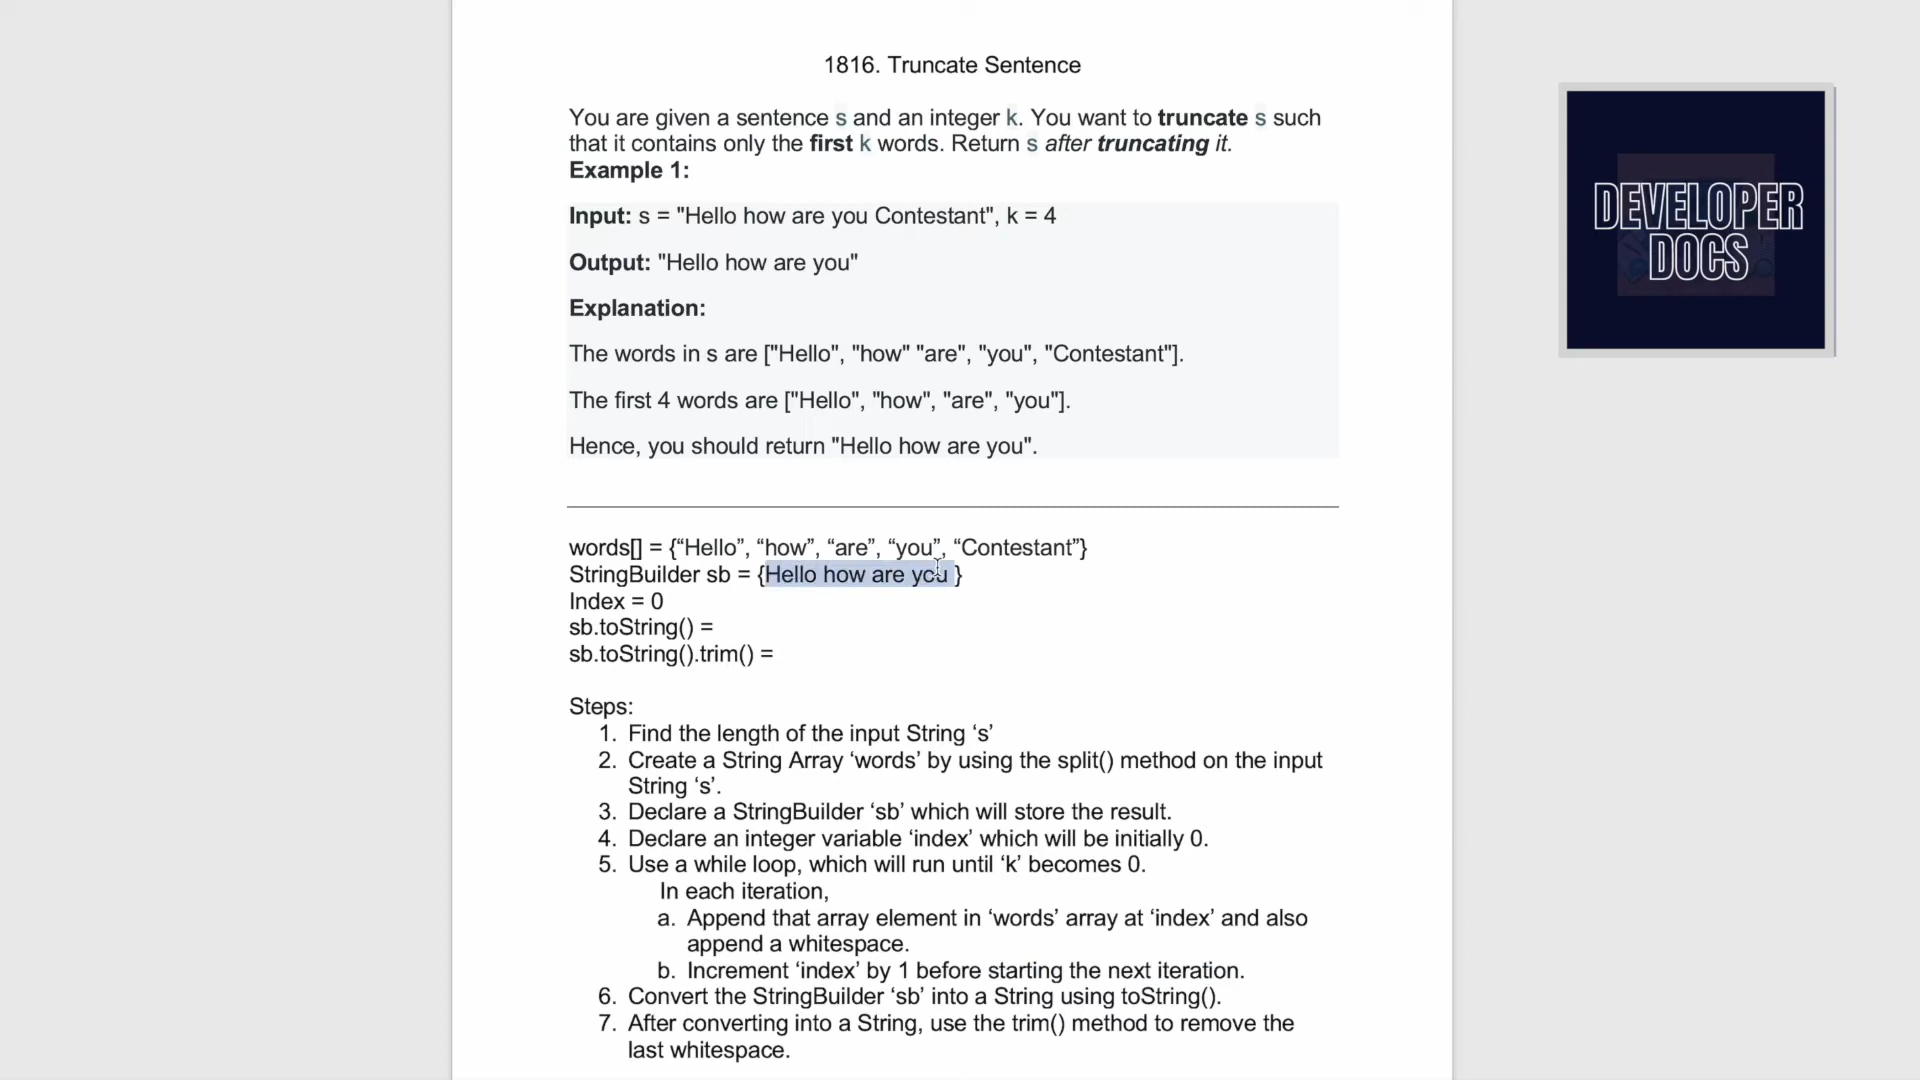 1816. Truncate Sentence
You are given a sentence s and an integer k. You want to truncate s such
that it contains only the first k words. Return s after truncating it.
Example 1:
Input: s = "Hello how are you Contestant", k = 4
Output: "Hello how are you"
Explanation:
The words in s are ["Hello", "how" "are", "you", "Contestant"].
The first 4 words are ["Hello", "how", "are", "you"].
Hence, you should return "Hello how are you".
words[] = {“Hello”, “how”, “are”, “you”, “Contestant”}
StringBuilder sb = {Hello how are you }
Index = 0
sb.toString() =
sb.toString().trim() =
Steps:
1. Find the length of the input String ‘s’
2. Create a String Array ‘words’ by using the split() method on the input
String ‘s’.
3. Declare a StringBuilder ‘sb’ which will store the result.
4. Declare an integer variable ‘index’ which will be initially 0.
5. Use a while loop, which will run until ‘k’ becomes 0.
In each iteration,
a. Append that array element in ‘words’ array at ‘index’ and also
append a whitespace.
b. Increment ‘index’ by 1 before starting the next iteration.
6. Convert the StringBuilder ‘sb’ into a String using toString().
7. After converting into a String, use the trim() method to remove the
last whitespace.
DEVELOPER
DOCS